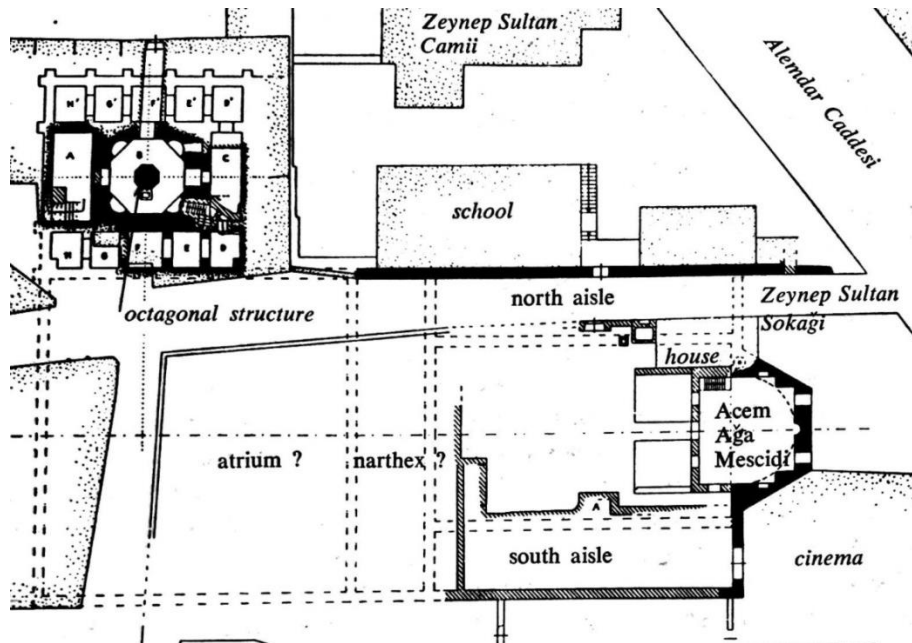 Zeynep Sultan
Camii
Alemdar Caddesi
H' G' F' E' D'
A B C
school
H G F E D
octagonal structure
north aisle
Zeynep Sultan
Sokaği
house
Acem
Aga
Mescidi
atrium ?
narthex ?
A
south aisle
cinema